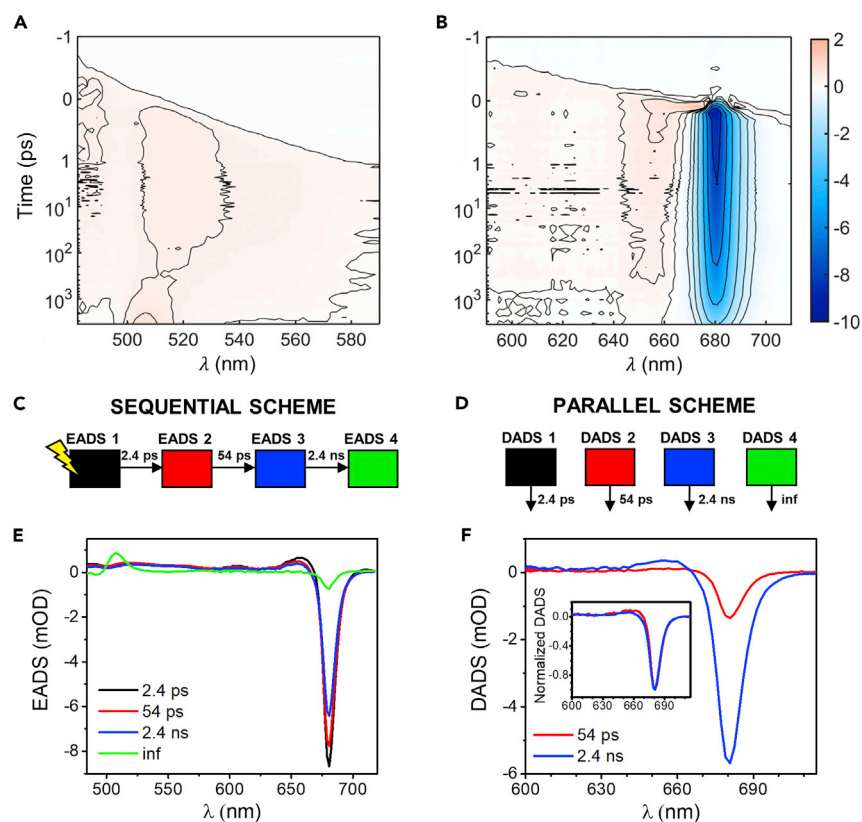 A
B
-1
0
1
10¹
10²
10³
Time (ps)
500 520 540 560 580
λ (nm)
-1
0
1
10¹
10²
10³
600 620 640 660 680 700
λ (nm)
2
0
-2
-4
-6
-8
-10
C SEQUENTIAL SCHEME
EADS 1 EADS 2 EADS 3 EADS 4
2.4 ps 54 ps 2.4 ns
D PARALLEL SCHEME
DADS 1 DADS 2 DADS 3 DADS 4
2.4 ps 54 ps 2.4 ns inf
E
0
-2
-4
-6
-8
EADS (mOD)
2.4 ps
54 ps
2.4 ns
inf
500 550 600 650 700
λ (nm)
F
0
-2
-4
-6
DADS (mOD)
Normalized DADS
0.0
-0.4
-0.8
600 630 660 690
54 ps
2.4 ns
600 630 660 690
λ (nm)